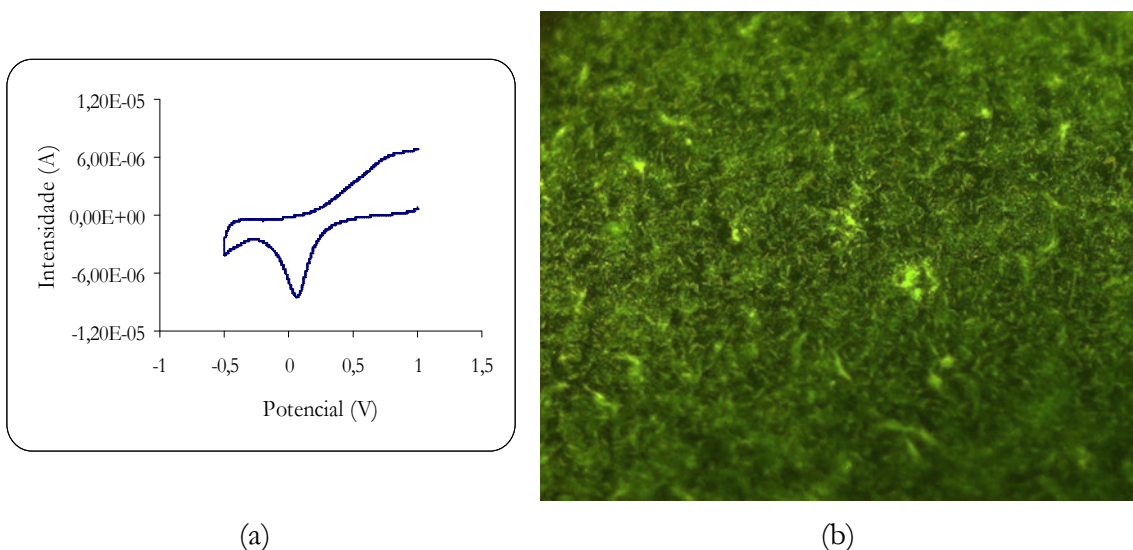 1,20E-05
6,00E-06
0,00E+00
-6,00E-06
-1,20E-05
Intensidade (A)
-1 -0,5 0 0,5 1 1,5
Potencial (V)
(a) (b)